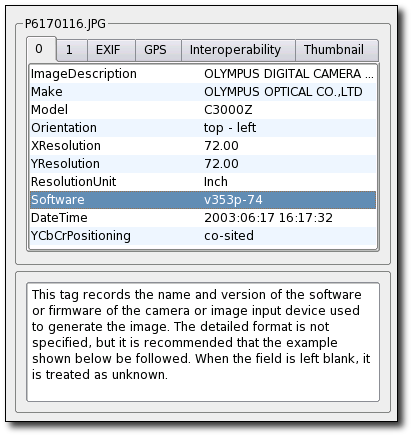 P6170116.JPG
0 1 EXIF GPS Interoperability Thumbnail
ImageDescription OLYMPUS DIGITAL CAMERA ...
Make OLYMPUS OPTICAL CO.,LTD
Model C3000Z
Orientation top - left
XResolution 72.00
YResolution 72.00
ResolutionUnit Inch
Software v353p-74
DateTime 2003:06:17 16:17:32
YCbCrPositioning co-sited
This tag records the name and version of the software
or firmware of the camera or image input device used
to generate the image. The detailed format is not
specified, but it is recommended that the example
shown below be followed. When the field is left blank, it
is treated as unknown.